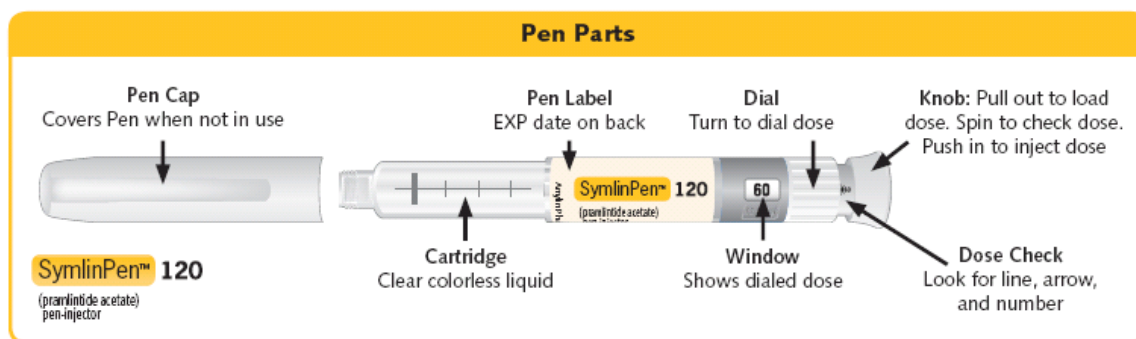 Pen Parts
Pen Cap
Covers Pen when not in use
Pen Label
EXP date on back
Dial
Turn to dial dose
Knob: Pull out to load
dose. Spin to check dose.
Push in to inject dose
SymlinPen™ 120
(pramlintide acetate)
pen-injector
60
Cartridge
Clear colorless liquid
Window
Shows dialed dose
Dose Check
Look for line, arrow,
and number
SymlinPen™ 120
(pramlintide acetate)
pen-injector